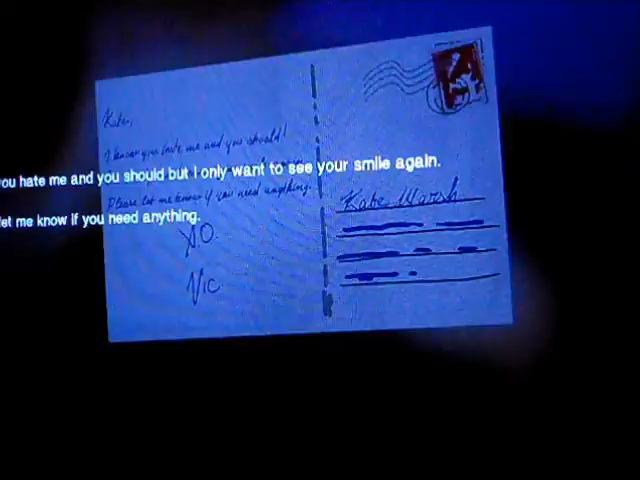 Kate,
I know you hate me and you should!
you hate me and you should but I only want to see your smile again.
Please let me know if you need anything.
let me know if you need anything.
XO.
Vic
Kate Marsh